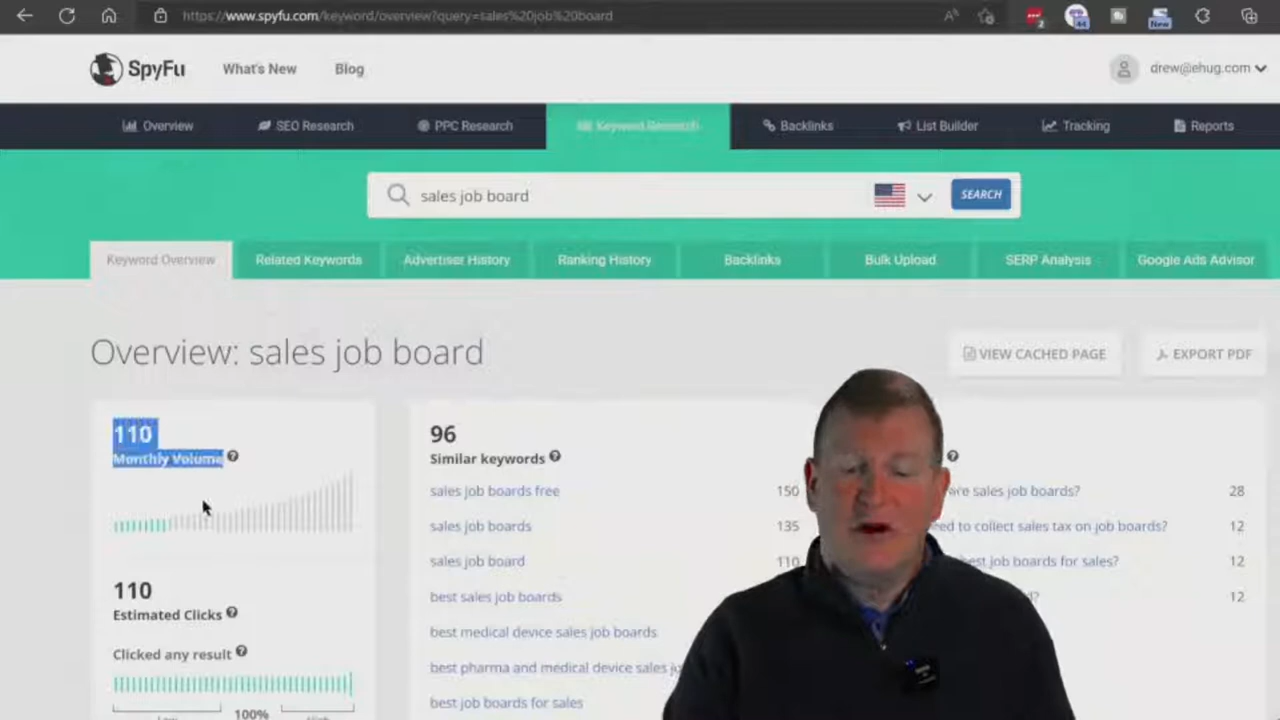 https://www.spyfu.com/keyword/overview?query=sales%20job%20board
2
44
New
SpyFu
What's New
Blog
drew@ehug.com
Overview
SEO Research
PPC Research
Keyword Research
Backlinks
List Builder
Tracking
Reports
sales job board
SEARCH
Keyword Overview
Related Keywords
Advertiser History
Ranking History
Backlinks
Bulk Upload
SERP Analysis
Google Ads Advisor
Overview: sales job board
VIEW CACHED PAGE
EXPORT PDF
110
Monthly Volume
110
Estimated Clicks
Clicked any result
100%
96
Similar keywords
sales job boards free 150
sales job boards 135
sales job board 110
best sales job boards
best medical device sales job boards
best pharma and medical device sales
best job boards for sales
sales job boards? 28
to collect sales tax on job boards? 12
job boards for sales? 12
12